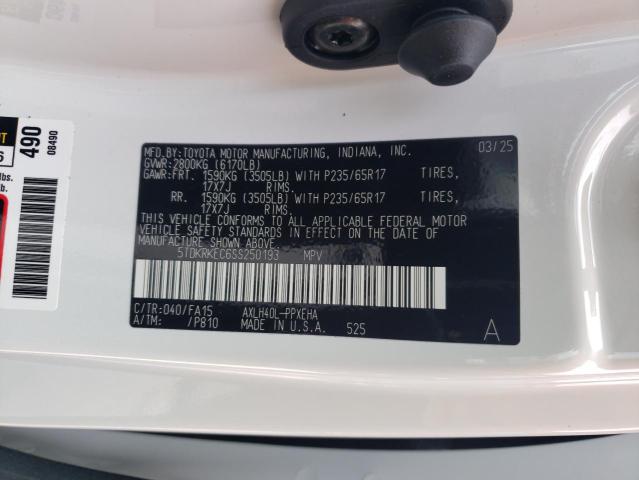 MFD.BY:TOYOTA MOTOR MANUFACTURING, INDIANA, INC. 03/25
GVWR:2800KG (6170LB)
GAWR:FRT. 1590KG (3505LB) WITH P235/65R17 TIRES,
17X7J RIMS.
RR. 1590KG (3505LB) WITH P235/65R17 TIRES,
17X7J RIMS.
THIS VEHICLE CONFORMS TO ALL APPLICABLE FEDERAL MOTOR
VEHICLE SAFETY STANDARDS IN EFFECT ON THE DATE OF
MANUFACTURE SHOWN ABOVE.
5TDKRKEC6SS250193 MPV
C/TR:040/FA15 AXLH40L-PPXEHA
A/TM: /P810 MADE IN U.S.A. 525 A
490
08490
lbs.